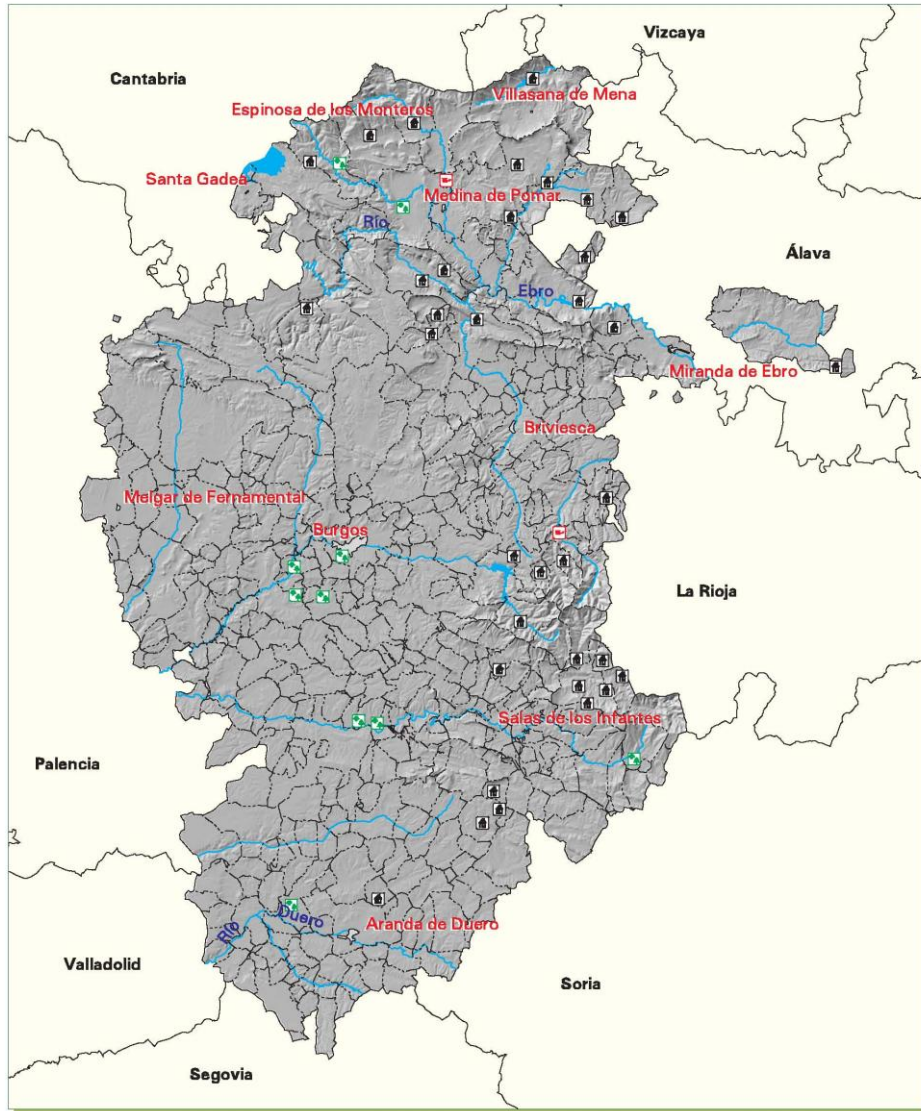 Vizcaya
Cantabria
Villasana de Mena
Espinosa de los Monteros
Santa Gadea
Medina de Pomar
Río
Álava
Ebro
Miranda de Ebro
Briviesca
Melgar de Fernamental
Burgos
La Rioja
Salas de los Infantes
Palencia
Duero
Aranda de Duero
Río
Valladolid
Soria
Segovia